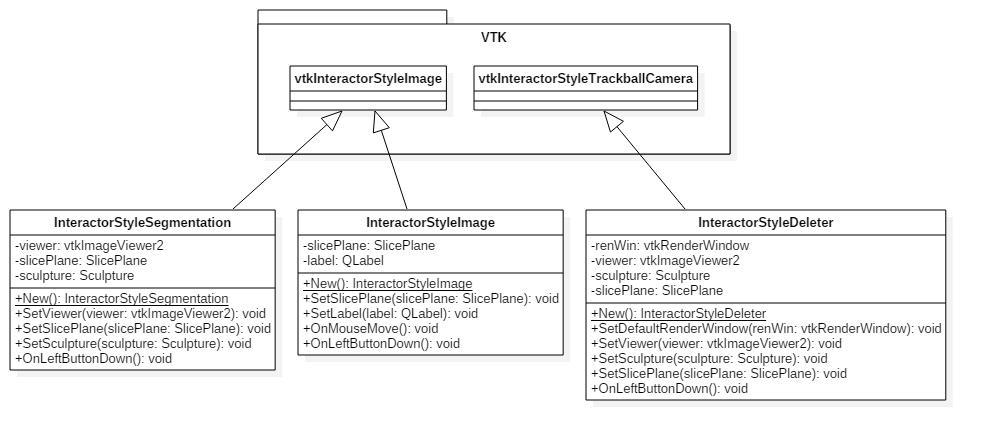 VTK
vtkInteractorStyleImage
vtkInteractorStyleTrackballCamera
InteractorStyleSegmentation
-viewer: vtkImageViewer2
-slicePlane: SlicePlane
-sculpture: Sculpture
+New(): InteractorStyleSegmentation
+SetViewer(viewer: vtkImageViewer2): void
+SetSlicePlane(slicePlane: SlicePlane): void
+SetSculpture(sculpture: Sculpture): void
+OnLeftButtonDown(): void
InteractorStyleImage
-slicePlane: SlicePlane
-label: QLabel
+New(): InteractorStyleImage
+SetSlicePlane(slicePlane: SlicePlane): void
+SetLabel(label: QLabel): void
+OnMouseMove(): void
+OnLeftButtonDown(): void
InteractorStyleDeleter
-renWin: vtkRenderWindow
-viewer: vtkImageViewer2
-sculpture: Sculpture
-slicePlane: SlicePlane
+New(): InteractorStyleDeleter
+SetDefaultRenderWindow(renWin: vtkRenderWindow): void
+SetViewer(viewer: vtkImageViewer2): void
+SetSculpture(sculpture: Sculpture): void
+SetSlicePlane(slicePlane: SlicePlane): void
+OnLeftButtonDown(): void